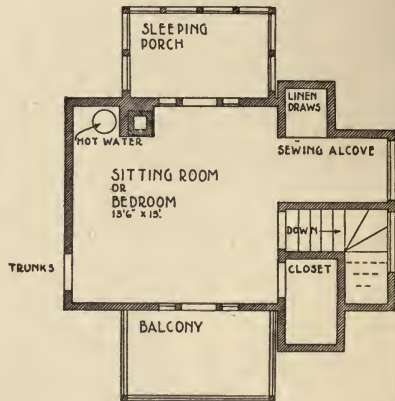 SLEEPING
PORCH
LINEN
DRAWS
HOT WATER
SEWING ALCOVE
SITTING ROOM
OR
BEDROOM
13'6" X 15'
DOWN
TRUNKS
CLOSET
BALCONY